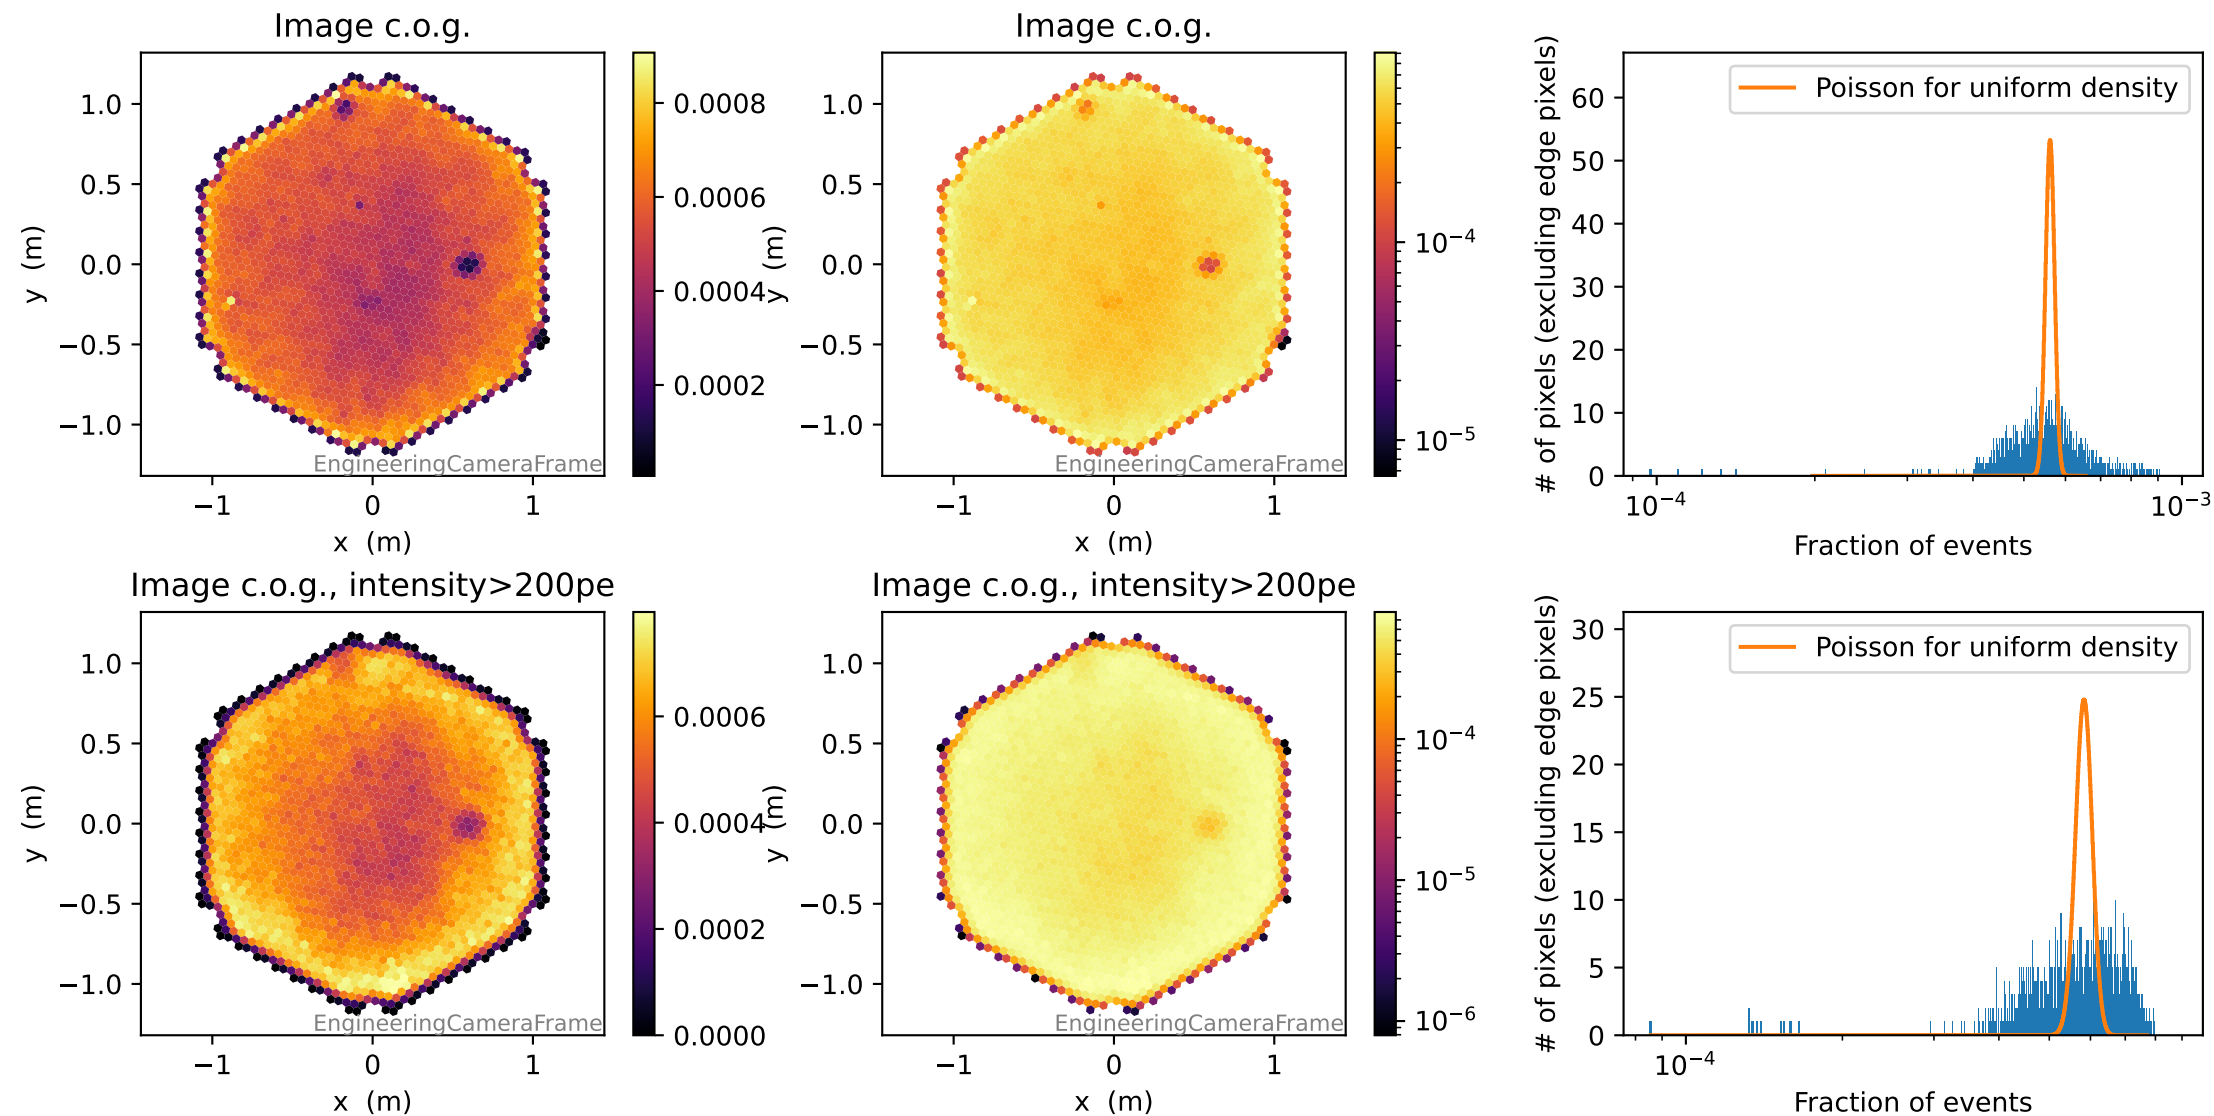 Image c.o.g.
1.0
0.5
0.0
−0.5
−1.0
y (m)
−1
0
1
x (m)
EngineeringCameraFrame
0.0008
0.0006
0.0004
0.0002
Image c.o.g.
1.0
0.5
0.0
−0.5
−1.0
y (m)
−1
0
1
x (m)
EngineeringCameraFrame
10⁻⁴
10⁻⁵
# of pixels (excluding edge pixels)
60
50
40
30
20
10
0
Poisson for uniform density
10⁻⁴
10⁻³
Fraction of events
Image c.o.g., intensity>200pe
1.0
0.5
0.0
−0.5
−1.0
y (m)
−1
0
1
x (m)
EngineeringCameraFrame
0.0006
0.0004
0.0002
0.0000
Image c.o.g., intensity>200pe
1.0
0.5
0.0
−0.5
−1.0
y (m)
−1
0
1
x (m)
EngineeringCameraFrame
10⁻⁴
10⁻⁵
10⁻⁶
# of pixels (excluding edge pixels)
30
25
20
15
10
5
0
Poisson for uniform density
10⁻⁴
Fraction of events